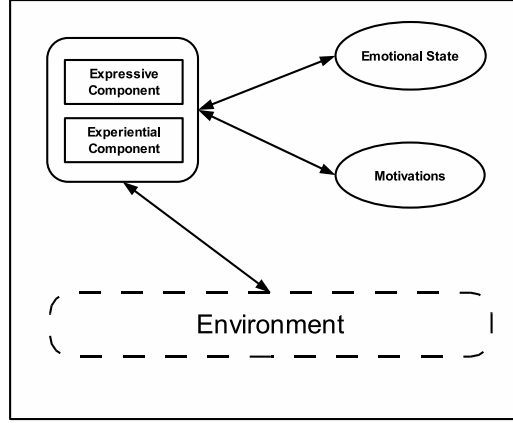 Expressive
Component
Experiential
Component
Emotional State
Motivations
Environment